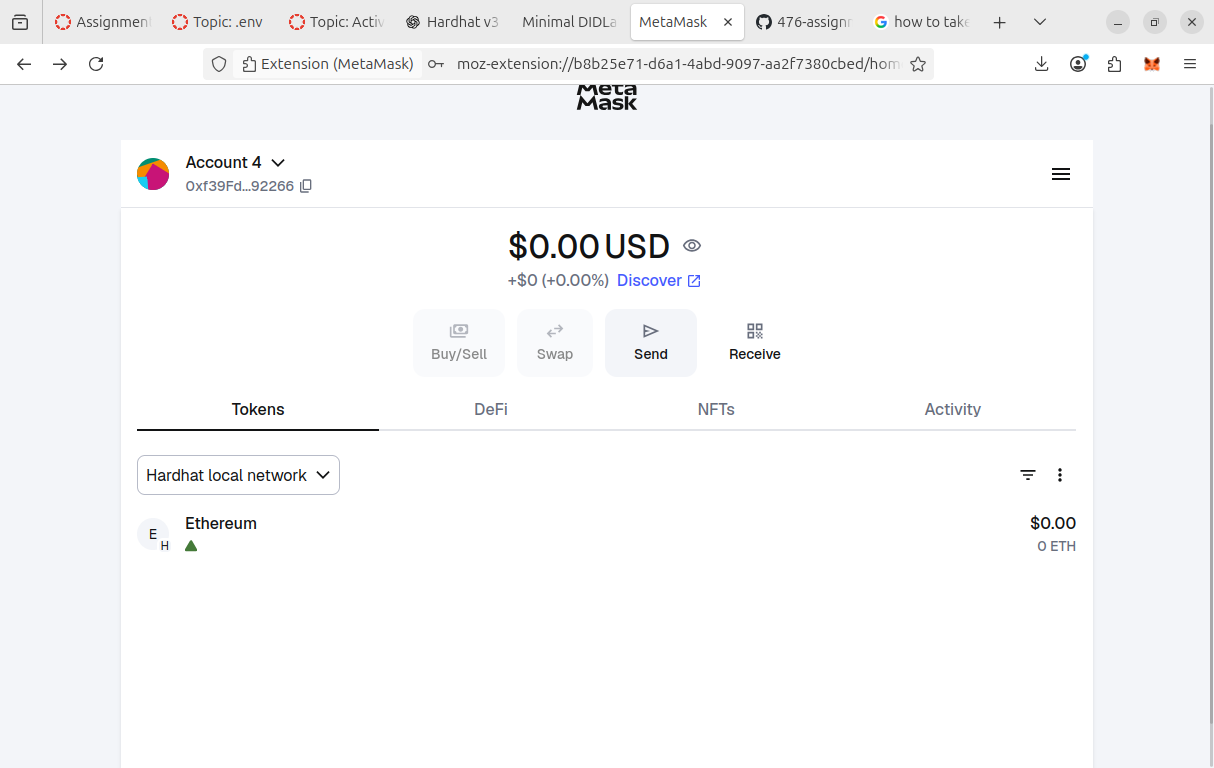 Assignment
Topic: .env
Topic: Activ
Hardhat v3
Minimal DIDLa
MetaMask
476-assignm
how to take
Extension (MetaMask)
moz-extension://b8b25e71-d6a1-4abd-9097-aa2f7380cbed/hom
Meta
Mask
Account 4
0xf39Fd...92266
$0.00 USD
+$0 (+0.00%) Discover
Buy/Sell
Swap
Send
Receive
Tokens
DeFi
NFTs
Activity
Hardhat local network
E
H
Ethereum
$0.00
0 ETH